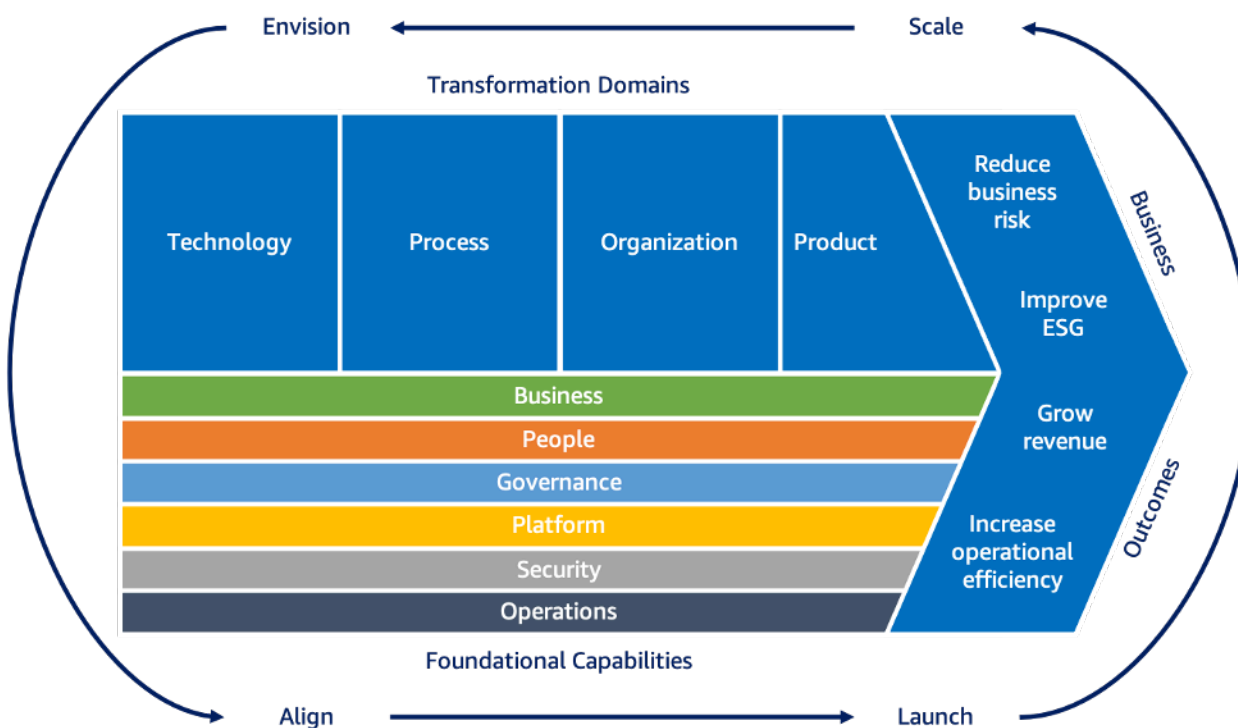 Envision
Scale
Transformation Domains
Technology
Process
Organization
Product
Reduce
business
risk
Improve
ESG
Grow
revenue
Increase
operational
efficiency
Business
Outcomes
Business
People
Governance
Platform
Security
Operations
Foundational Capabilities
Align
Launch